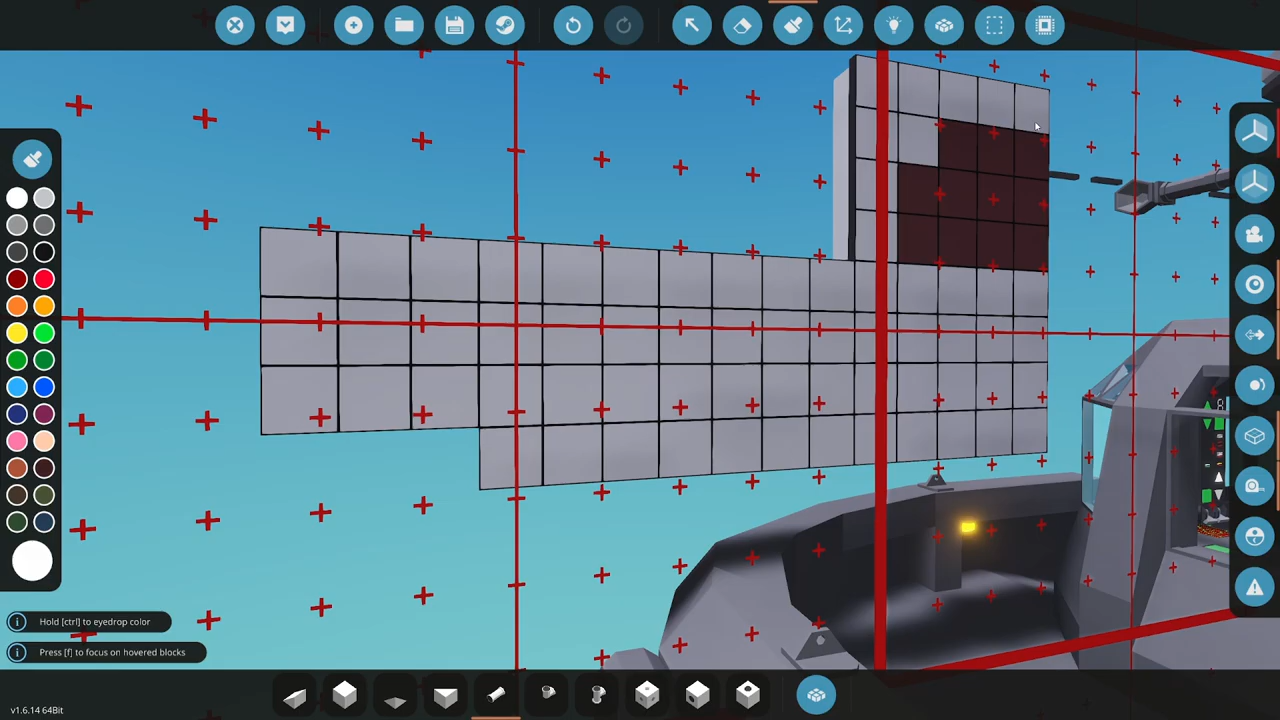 Hold [ctrl] to eyedrop color
Press [f] to focus on hovered blocks
v1.6.14 64Bit